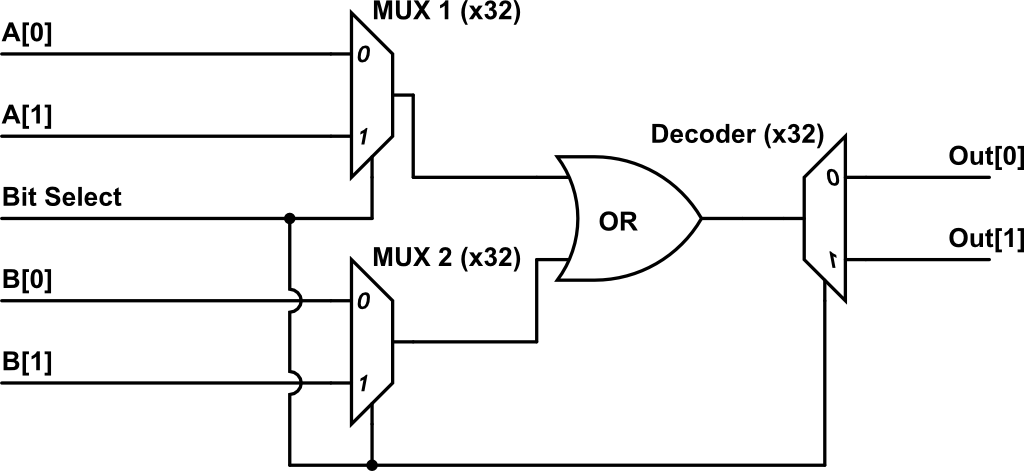 MUX 1 (x32)
A[0]
0
A[1]
1
Decoder (x32)
Out[0]
0
Bit Select
OR
Out[1]
1
MUX 2 (x32)
B[0]
0
B[1]
1